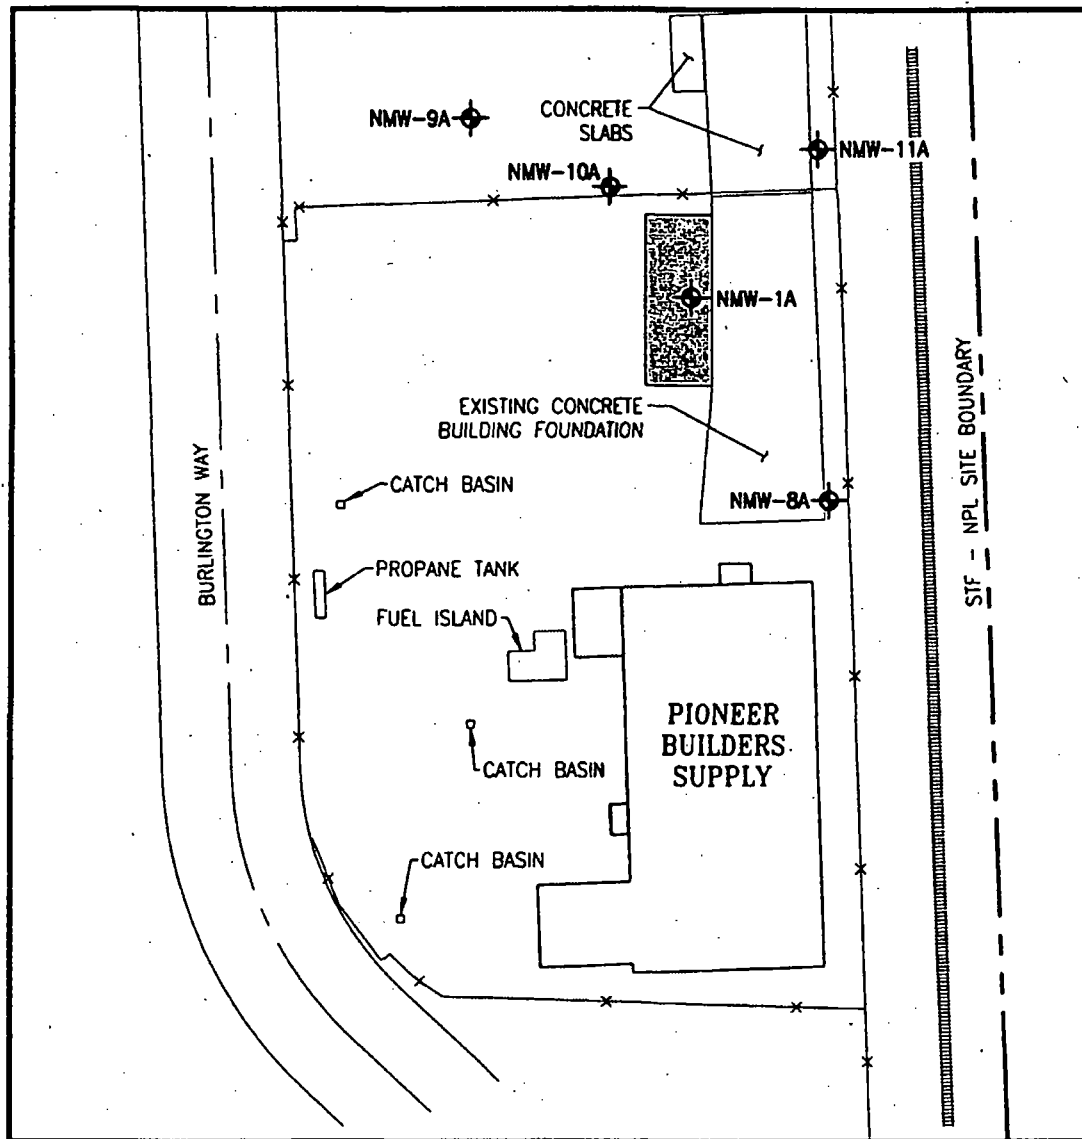 NMW-9A
CONCRETE
SLABS
NMW-11A
NMW-10A
NMW-1A
EXISTING CONCRETE
BUILDING FOUNDATION
NMW-8A
CATCH BASIN
BURLINGTON WAY
STF - NPL SITE BOUNDARY
PROPANE TANK
FUEL ISLAND
PIONEER
BUILDERS
SUPPLY
CATCH BASIN
CATCH BASIN